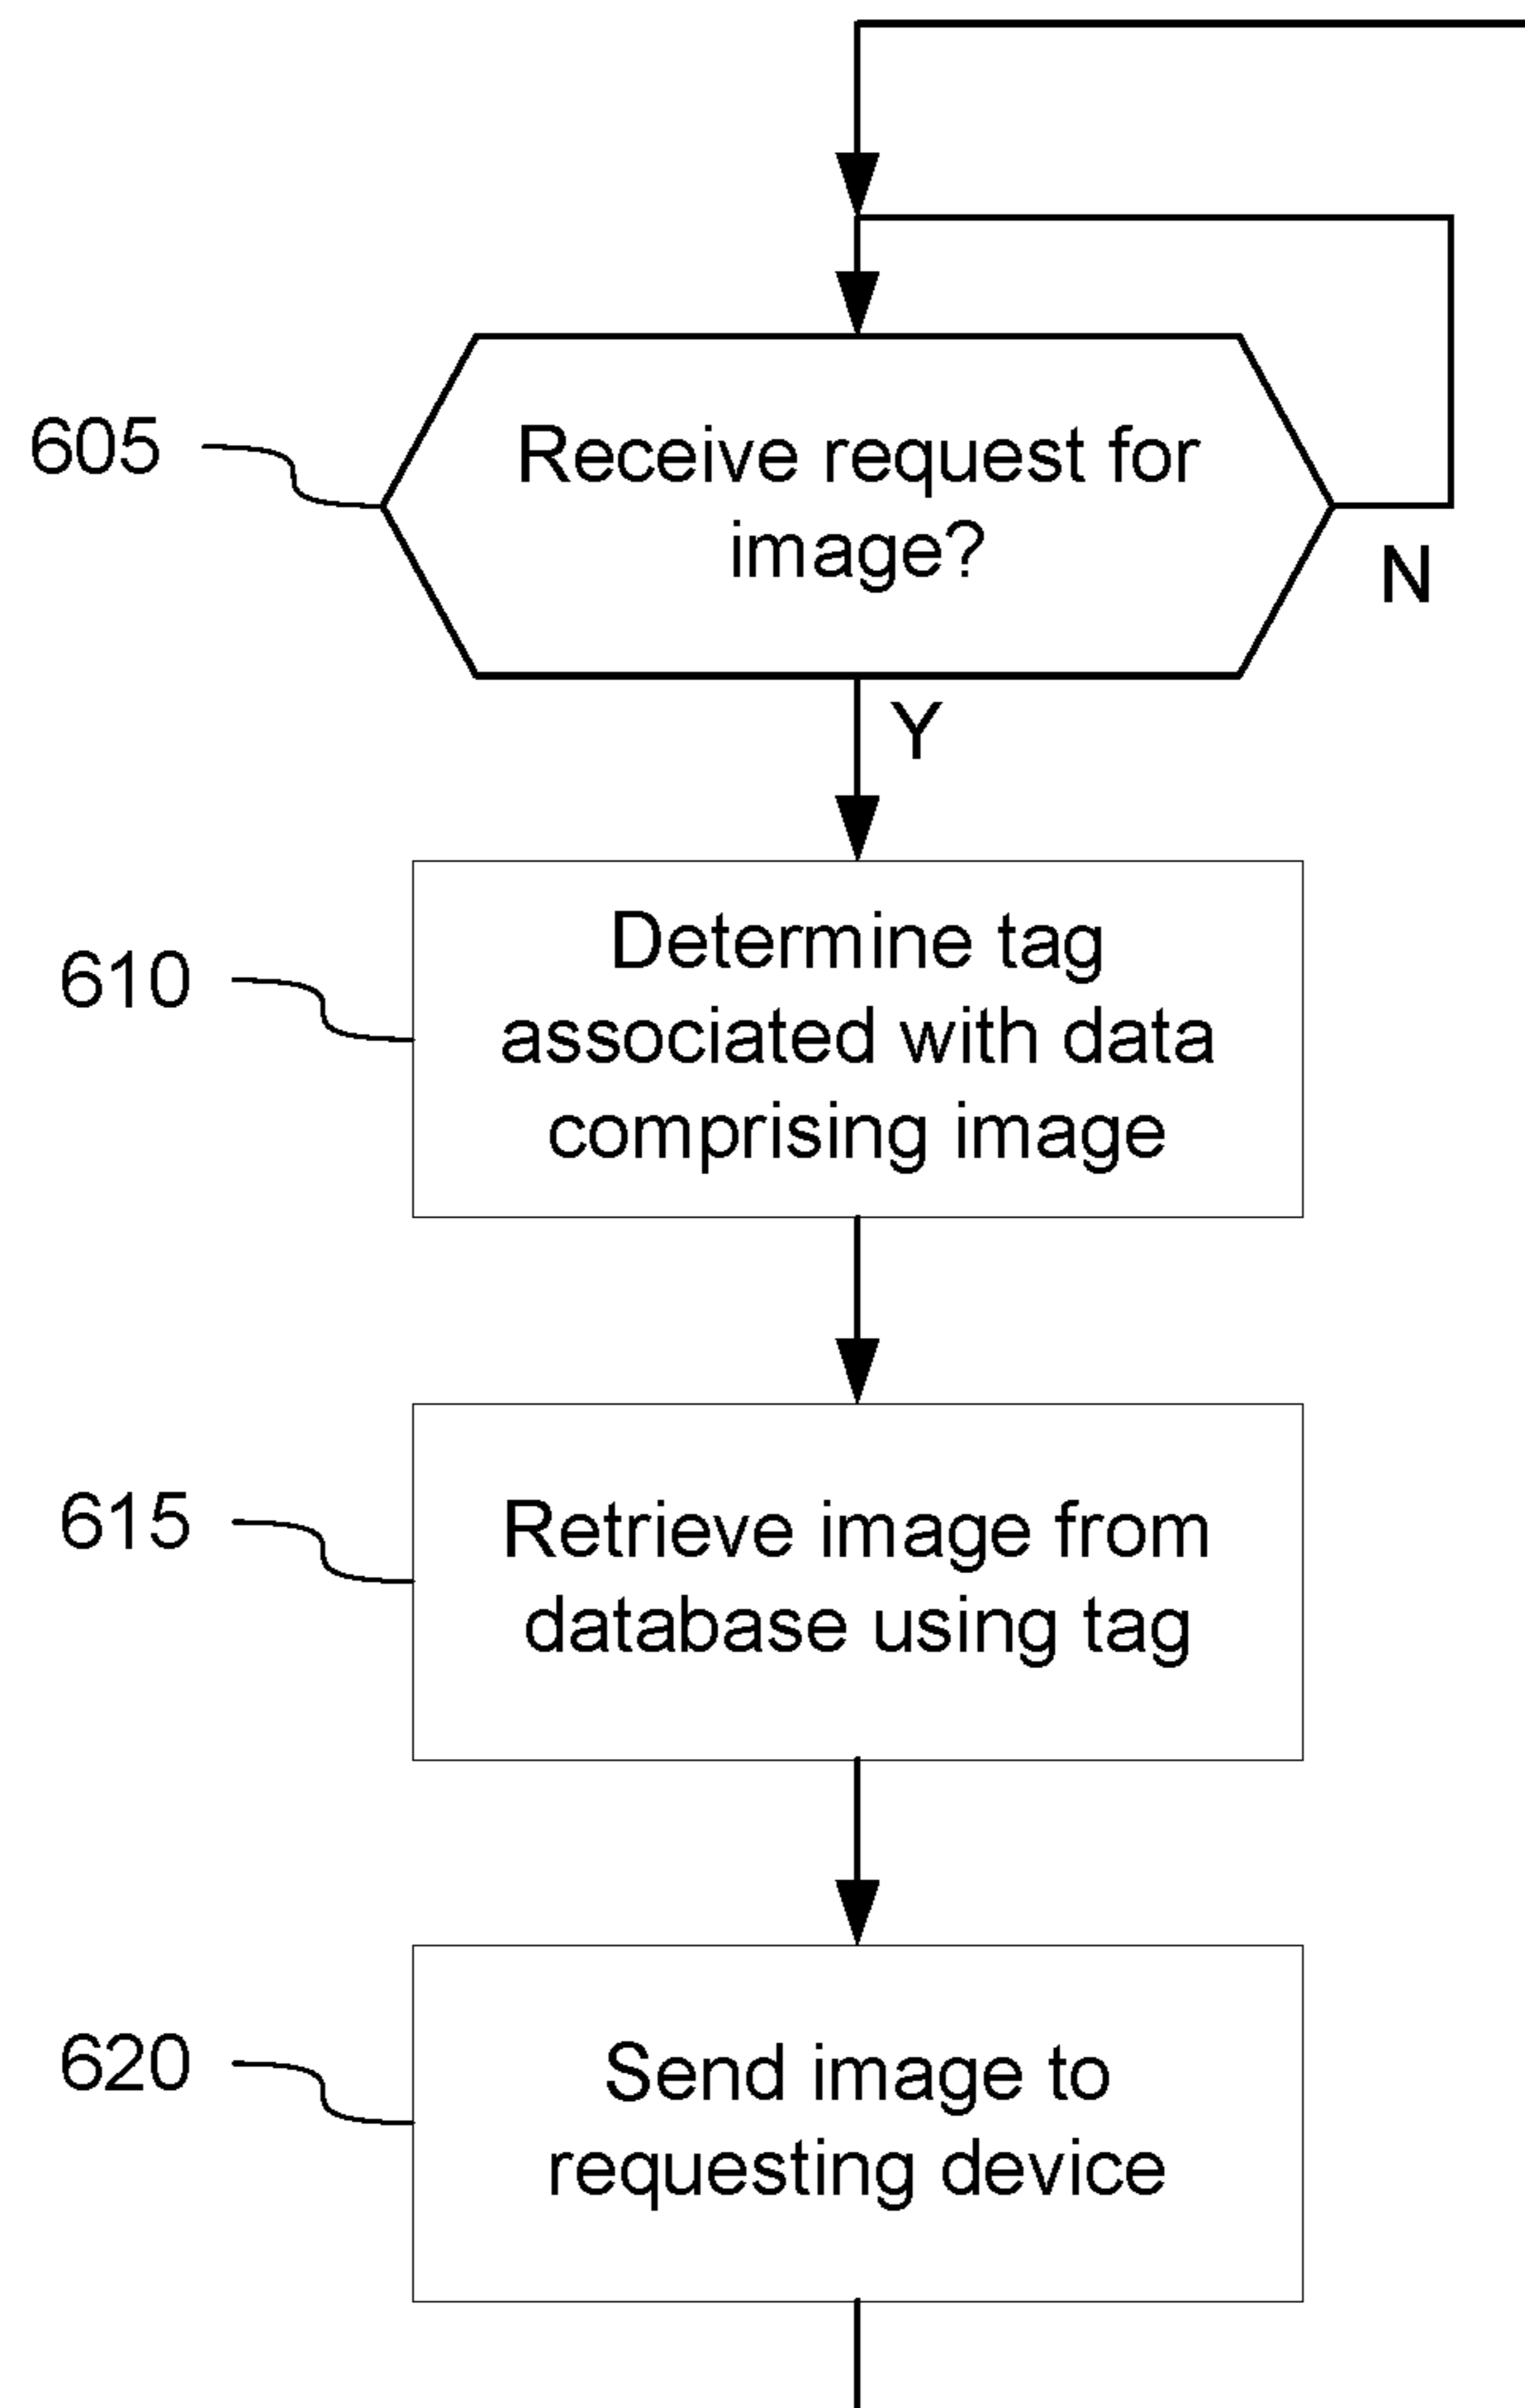 605
Receive request for
image?
N
Y
610
Determine tag
associated with data
comprising image
615
Retrieve image from
database using tag
620
Send image to
requesting device